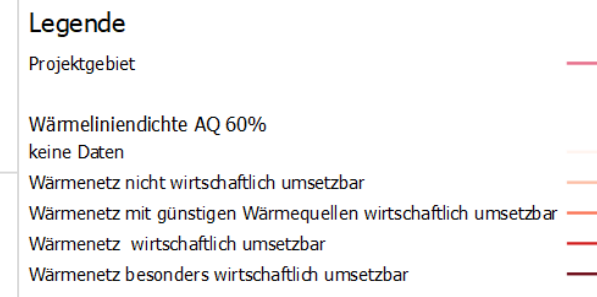 Legende
Projektgebiet
Wärmeliniendichte AQ 60%
keine Daten
Wärmenetz nicht wirtschaftlich umsetzbar
Wärmenetz mit günstigen Wärmequellen wirtschaftlich umsetzbar
Wärmenetz  wirtschaftlich umsetzbar
Wärmenetz besonders wirtschaftlich umsetzbar